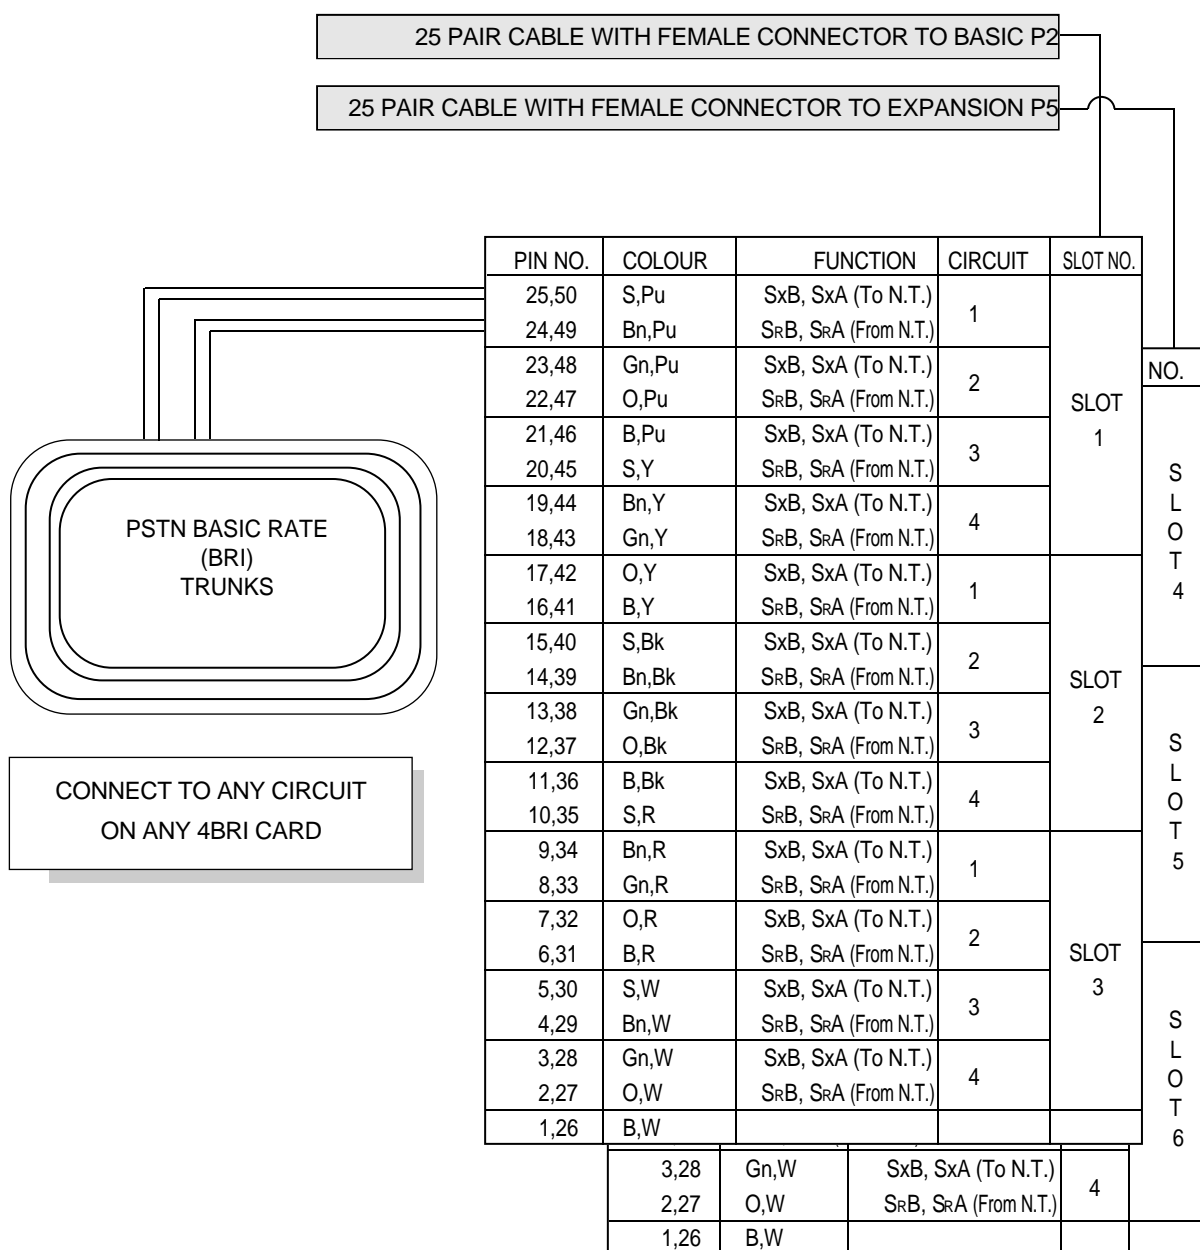 25 PAIR CABLE WITH FEMALE CONNECTOR TO BASIC P2
25 PAIR CABLE WITH FEMALE CONNECTOR TO EXPANSION P5
PIN NO. COLOUR FUNCTION CIRCUIT SLOT NO.
25,50 S,Pu SxB, SxA (To N.T.)
1
24,49 Bn,Pu SRB, SRA (From N.T.)
23,48 Gn,Pu SxB, SxA (To N.T.)
2
22,47 O,Pu SRB, SRA (From N.T.)
21,46 B,Pu SxB, SxA (To N.T.)
3
20,45 S,Y SRB, SRA (From N.T.)
19,44 Bn,Y SxB, SxA (To N.T.)
4
18,43 Gn,Y SRB, SRA (From N.T.)
SLOT
1
17,42 O,Y SxB, SxA (To N.T.)
1
16,41 B,Y SRB, SRA (From N.T.)
15,40 S,Bk SxB, SxA (To N.T.)
2
14,39 Bn,Bk SRB, SRA (From N.T.)
13,38 Gn,Bk SxB, SxA (To N.T.)
3
12,37 O,Bk SRB, SRA (From N.T.)
11,36 B,Bk SxB, SxA (To N.T.)
4
10,35 S,R SRB, SRA (From N.T.)
SLOT
2
9,34 Bn,R SxB, SxA (To N.T.)
1
8,33 Gn,R SRB, SRA (From N.T.)
7,32 O,R SxB, SxA (To N.T.)
2
6,31 B,R SRB, SRA (From N.T.)
5,30 S,W SxB, SxA (To N.T.)
3
4,29 Bn,W SRB, SRA (From N.T.)
3,28 Gn,W SxB, SxA (To N.T.)
4
2,27 O,W SRB, SRA (From N.T.)
SLOT
3
1,26 B,W
NO.
S
L
O
T
4
S
L
O
T
5
S
L
O
T
6
3,28 Gn,W SxB, SxA (To N.T.)
4
2,27 O,W SRB, SRA (From N.T.)
1,26 B,W
PSTN BASIC RATE
(BRI)
TRUNKS
CONNECT TO ANY CIRCUIT
ON ANY 4BRI CARD